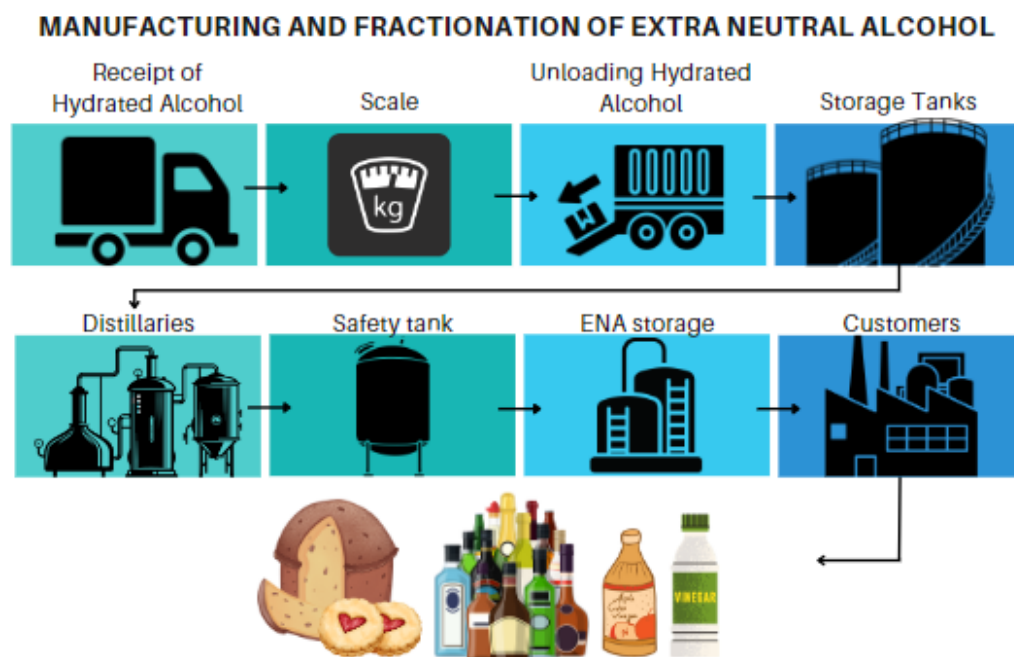 MANUFACTURING AND FRACTIONATION OF EXTRA NEUTRAL ALCOHOL
Receipt of
Hydrated Alcohol
Scale
Unloading Hydrated
Alcohol
Storage Tanks
kg
Distillaries
Safety tank
ENA storage
Customers
VINEGAR